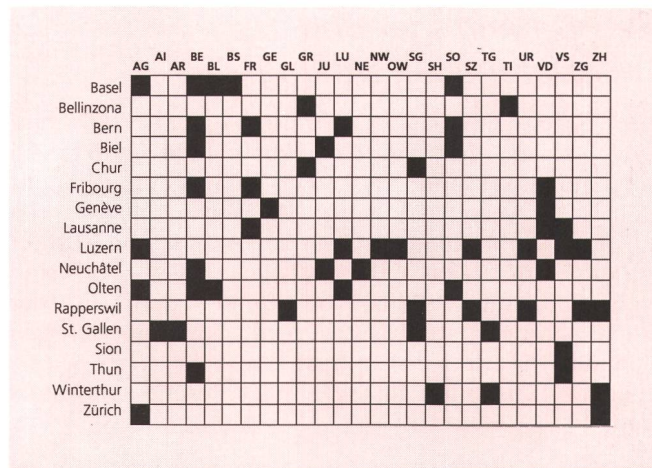 AI BE BS GE GR LU NW SG SO TG UR VS ZH
AG AR BL FR GL JU NE OW SH SZ TI VD ZG
Basel
Bellinzona
Bern
Biel
Chur
Fribourg
Genève
Lausanne
Luzern
Neuchâtel
Olten
Rapperswil
St. Gallen
Sion
Thun
Winterthur
Zürich